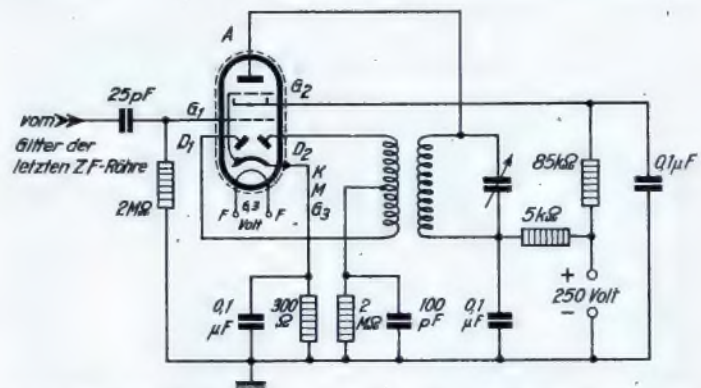 A
25pF
G1
G2
vom
Gitter der
letzten Z.F-Röhre
D1
D2
K
M
G3
2MΩ
F 6,3 F
Volt
85kΩ
0,1µF
5kΩ
+
250 Volt
−
0,1
µF
300
Ω
2
MΩ
100
pF
0,1
µF